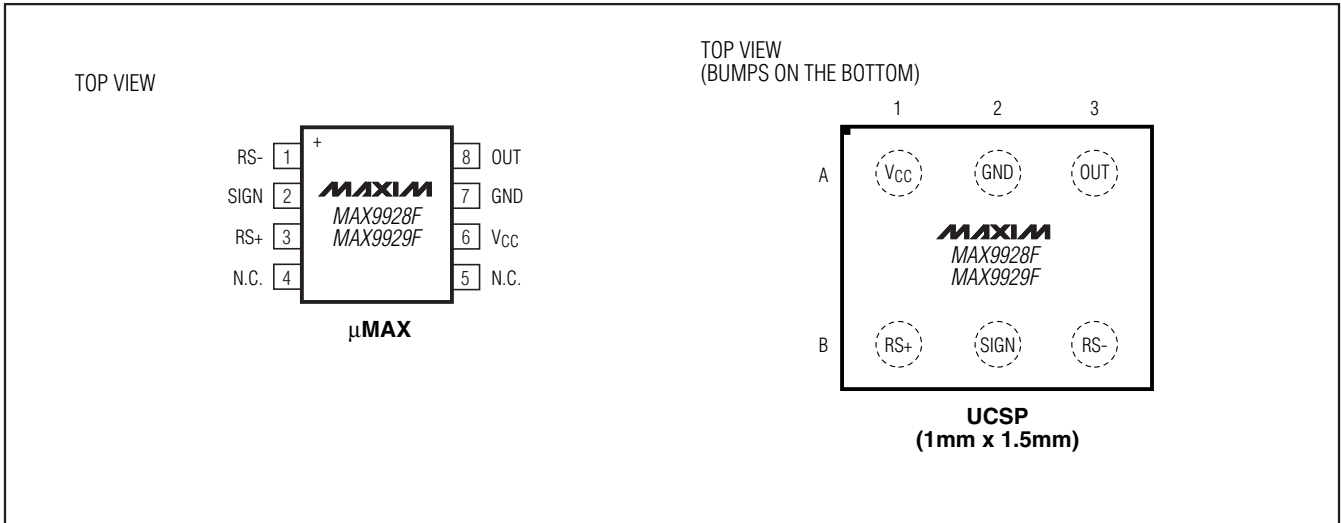 TOP VIEW
RS- 1
SIGN 2
RS+ 3
N.C. 4
+
MAXIM
MAX9928F
MAX9929F
8 OUT
7 GND
6 VCC
5 N.C.
μMAX
TOP VIEW
(BUMPS ON THE BOTTOM)
1 2 3
A VCC GND OUT
MAXIM
MAX9928F
MAX9929F
B RS+ SIGN RS-
UCSP
(1mm x 1.5mm)